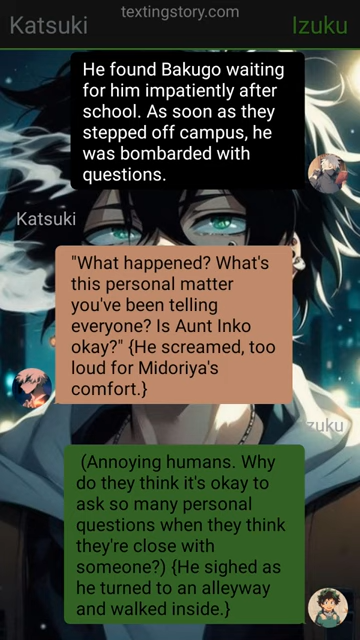 textingstory.com
Katsuki
Izuku
He found Bakugo waiting
for him impatiently after
school. As soon as they
stepped off campus, he
was bombarded with
questions.
Katsuki
"What happened? What's
this personal matter
you've been telling
everyone? Is Aunt Inko
okay?" {He screamed, too
loud for Midoriya's
comfort.}
Izuku
(Annoying humans. Why
do they think it's okay to
ask so many personal
questions when they think
they're close with
someone?) {He sighed as
he turned to an alleyway
and walked inside.}